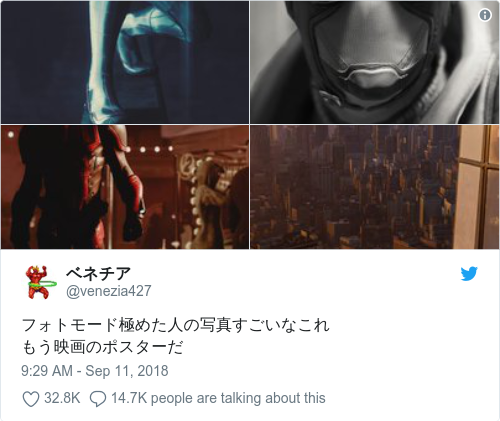 ベネチア
@venezia427
フォトモード極めた人の写真すごいなこれ
もう映画のポスターだ
9:29 AM - Sep 11, 2018
32.8K 14.7K people are talking about this